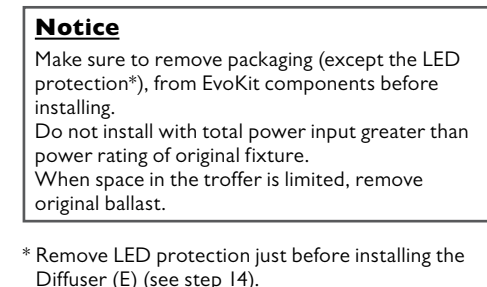 Notice
Make sure to remove packaging (except the LED
protection*), from EvoKit components before
installing.
Do not install with total power input greater than
power rating of original fixture.
When space in the troffer is limited, remove
original ballast.
* Remove LED protection just before installing the
Diffuser (E) (see step 14).